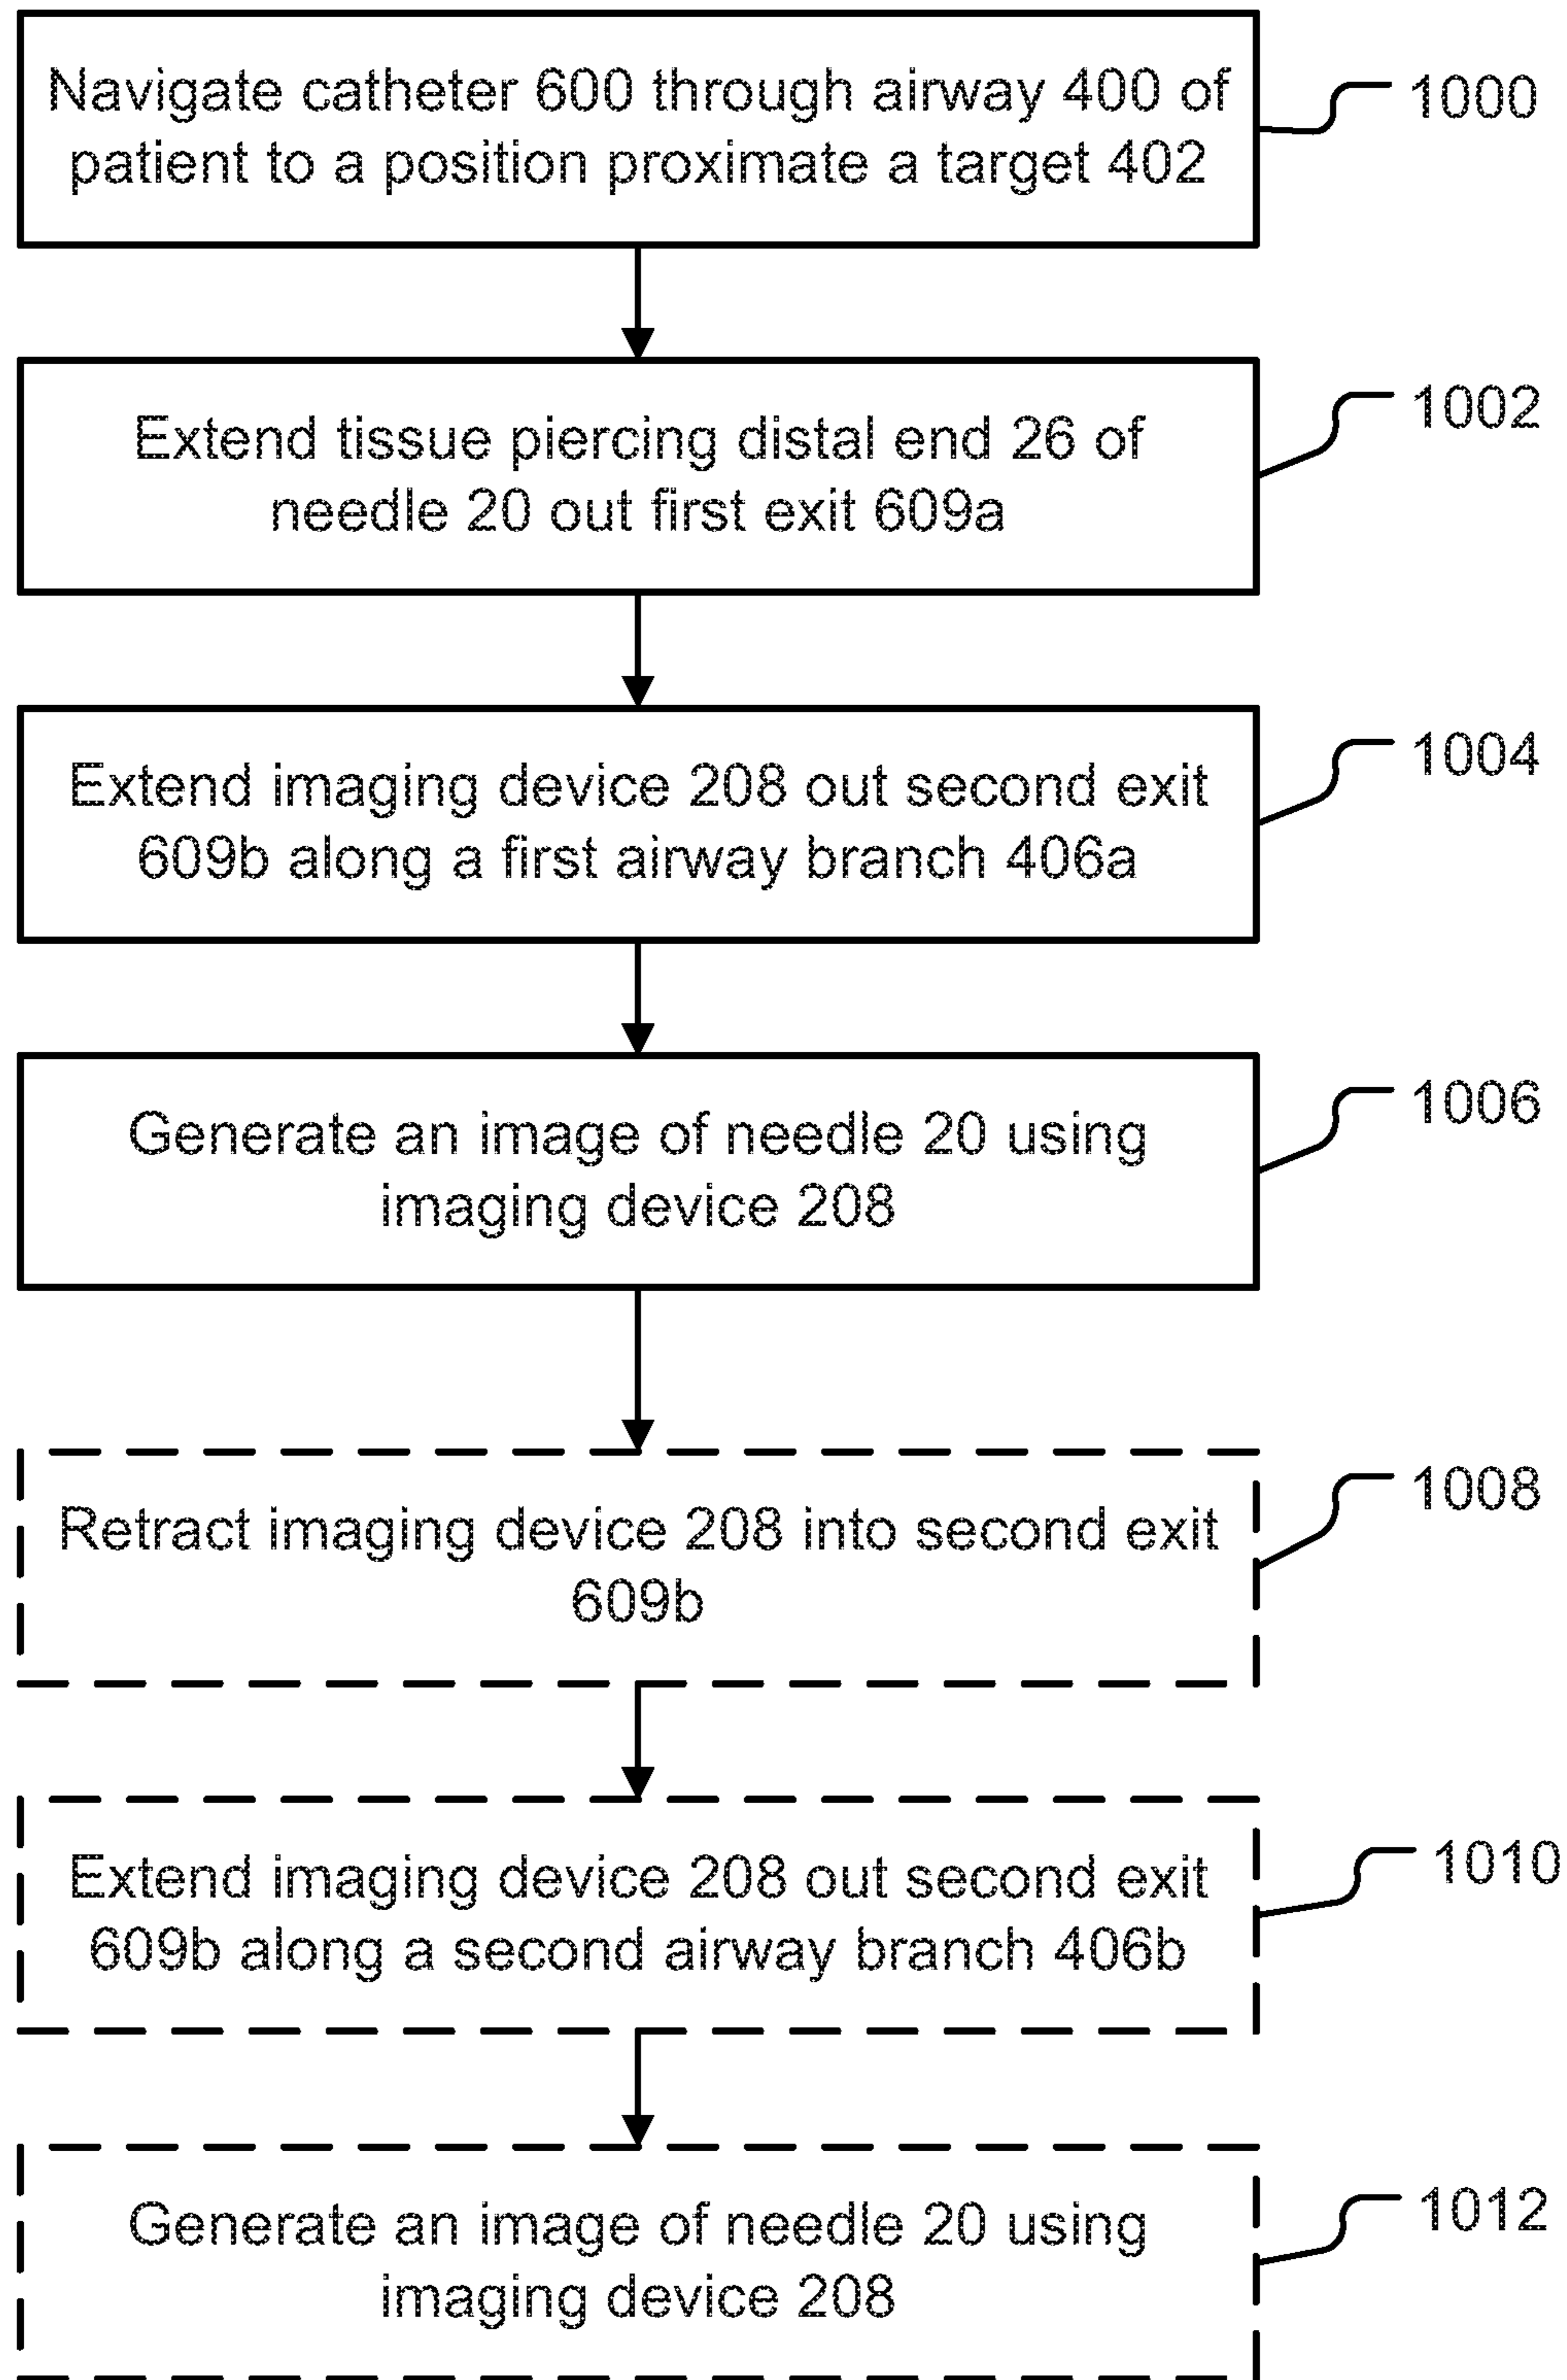 Navigate catheter 600 through airway 400 of
patient to a position proximate a target 402
1000
Extend tissue piercing distal end 26 of
needle 20 out first exit 609a
1002
Extend imaging device 208 out second exit
609b along a first airway branch 406a
1004
Generate an image of needle 20 using
imaging device 208
1006
Retract imaging device 208 into second exit
609b
1008
Extend imaging device 208 out second exit
609b along a second airway branch 406b
1010
Generate an image of needle 20 using
imaging device 208
1012